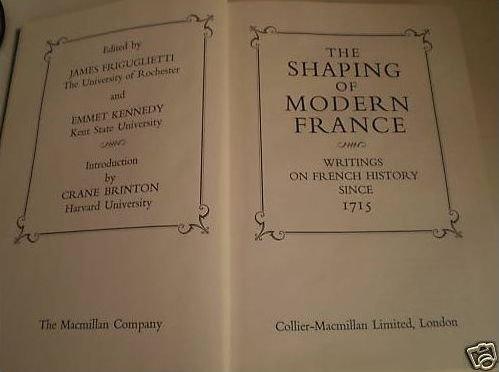 Edited by
JAMES FRIGUGLIETTI
The University of Rochester
and
EMMET KENNEDY
Kent State University
Introduction
by
CRANE BRINTON
Harvard University
The Macmillan Company
THE
SHAPING
OF
MODERN
FRANCE
WRITINGS
ON FRENCH HISTORY
SINCE
1715
Collier-Macmillan Limited, London